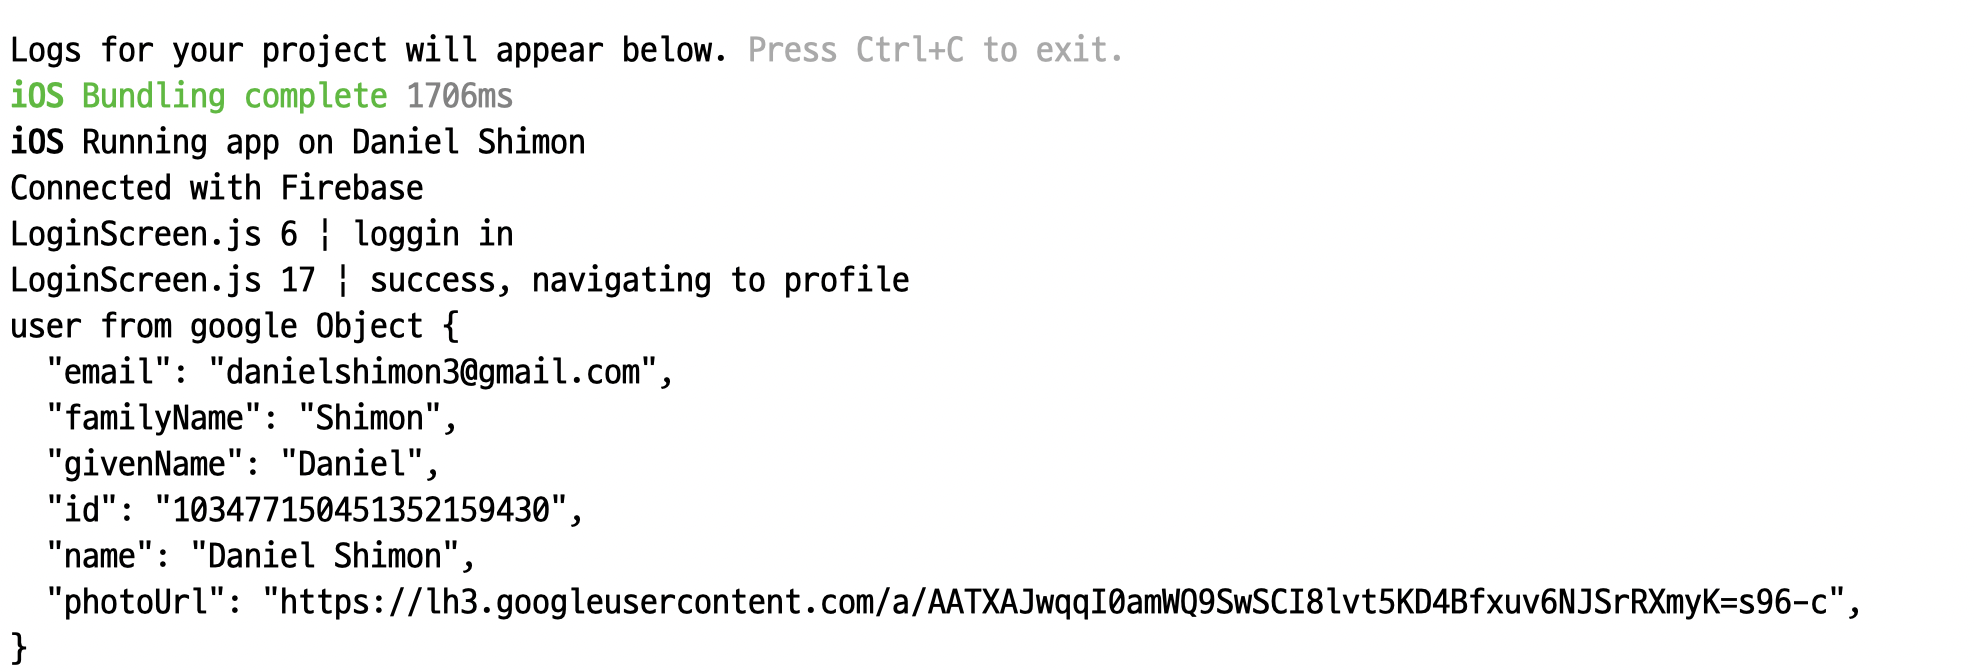 Logs for your project will appear below. Press Ctrl+C to exit.
iOS Bundling complete 1706ms
iOS Running app on Daniel Shimon
Connected with Firebase
LoginScreen.js 6 ¦ loggin in
LoginScreen.js 17 ¦ success, navigating to profile
user from google Object {
  "email": "danielshimon3@gmail.com",
  "familyName": "Shimon",
  "givenName": "Daniel",
  "id": "103477150451352159430",
  "name": "Daniel Shimon",
  "photoUrl": "https://lh3.googleusercontent.com/a/AATXAJwqqI0amWQ9SwSCI8lvt5KD4Bfxuv6NJSrRXmyK=s96-c",
}